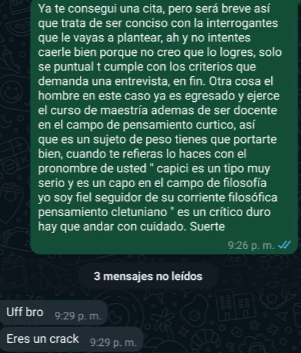 Ya te consegui una cita, pero será breve así
que trata de ser conciso con la interrogantes
que le vayas a plantear, ah y no intentes
caerle bien porque no creo que lo logres, solo
se puntual t cumple con los criterios que
demanda una entrevista, en fin. Otra cosa el
hombre en este caso ya es egresado y ejerce
el curso de maestría ademas de ser docente
en el campo de pensamiento curtico, así
que es un sujeto de peso tienes que portarte
bien, cuando te refieras lo haces con el
pronombre de usted " capici es un tipo muy
serio y es un capo en el campo de filosofía
yo soy fiel seguidor de su corriente filosófica
pensamiento cletuniano " es un crítico duro
hay que andar con cuidado. Suerte
9:26 p. m.
3 mensajes no leídos
Uff bro 9:29 p. m.
Eres un crack 9:29 p. m.